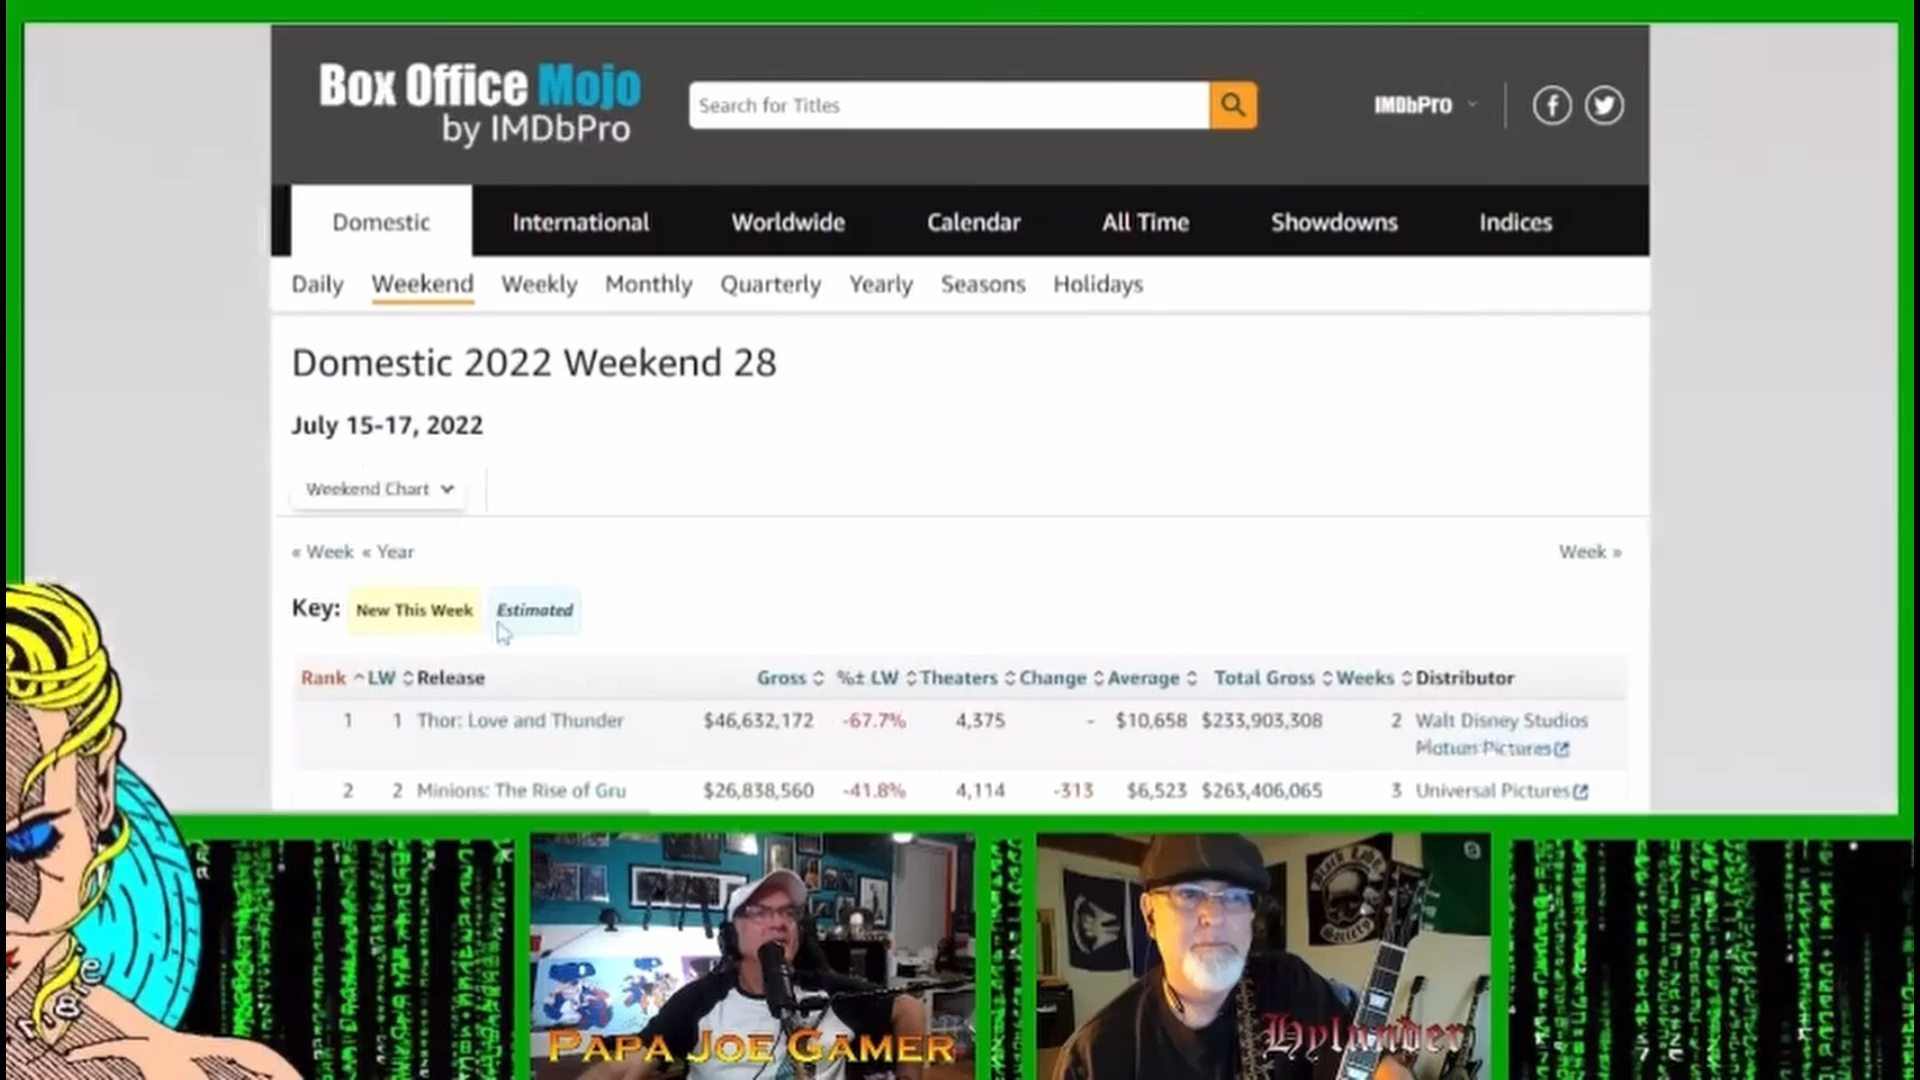 Box Office Mojo
by IMDbPro
Search for Titles
IMDbPro
Domestic International Worldwide Calendar All Time Showdowns Indices
Daily Weekend Weekly Monthly Quarterly Yearly Seasons Holidays
Domestic 2022 Weekend 28
July 15-17, 2022
Weekend Chart
« Week « Year Week »
Key: New This Week Estimated
Rank LW Release Gross %± LW Theaters Change Average Total Gross Weeks Distributor
1 1 Thor: Love and Thunder $46,632,172 -67.7% 4,375 - $10,658 $233,903,308 2 Walt Disney Studios
Motion Pictures
2 2 Minions: The Rise of Gru $26,838,560 -41.8% 4,114 -313 $6,523 $263,406,065 3 Universal Pictures
Society
PAPA JOE GAMER
Hylander